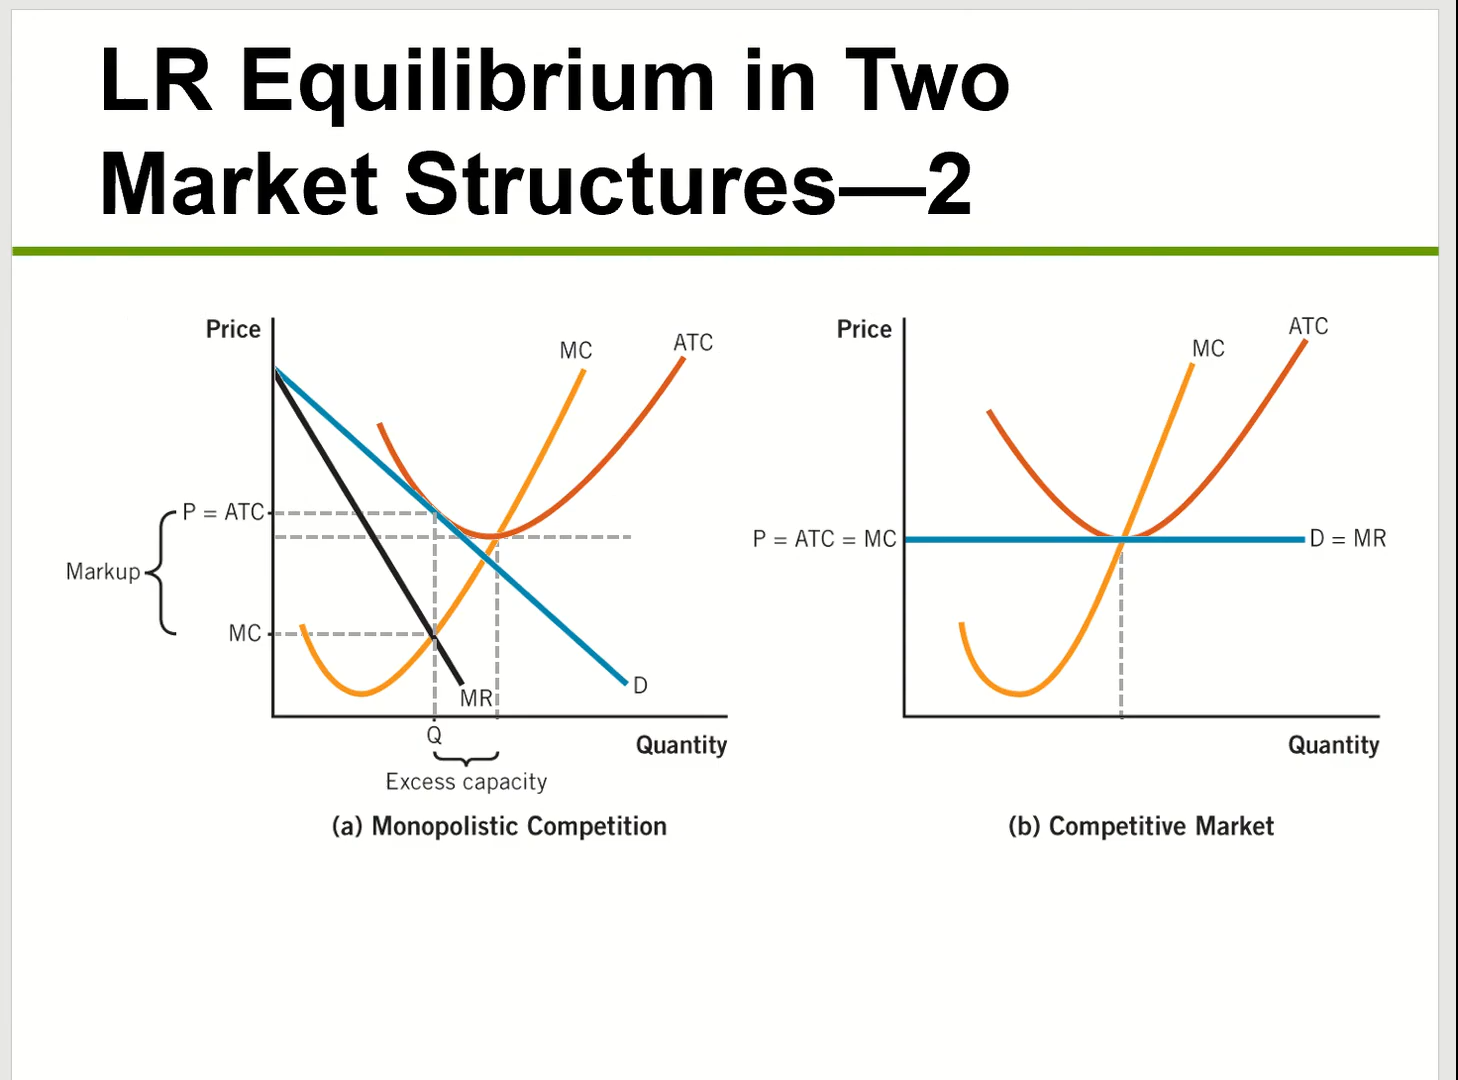 LR Equilibrium in Two
Market Structures—2
Price
MC
ATC
P = ATC
Markup
MC
MR
D
Q
Quantity
Excess capacity
(a) Monopolistic Competition
Price
MC
ATC
P = ATC = MC
D = MR
Quantity
(b) Competitive Market